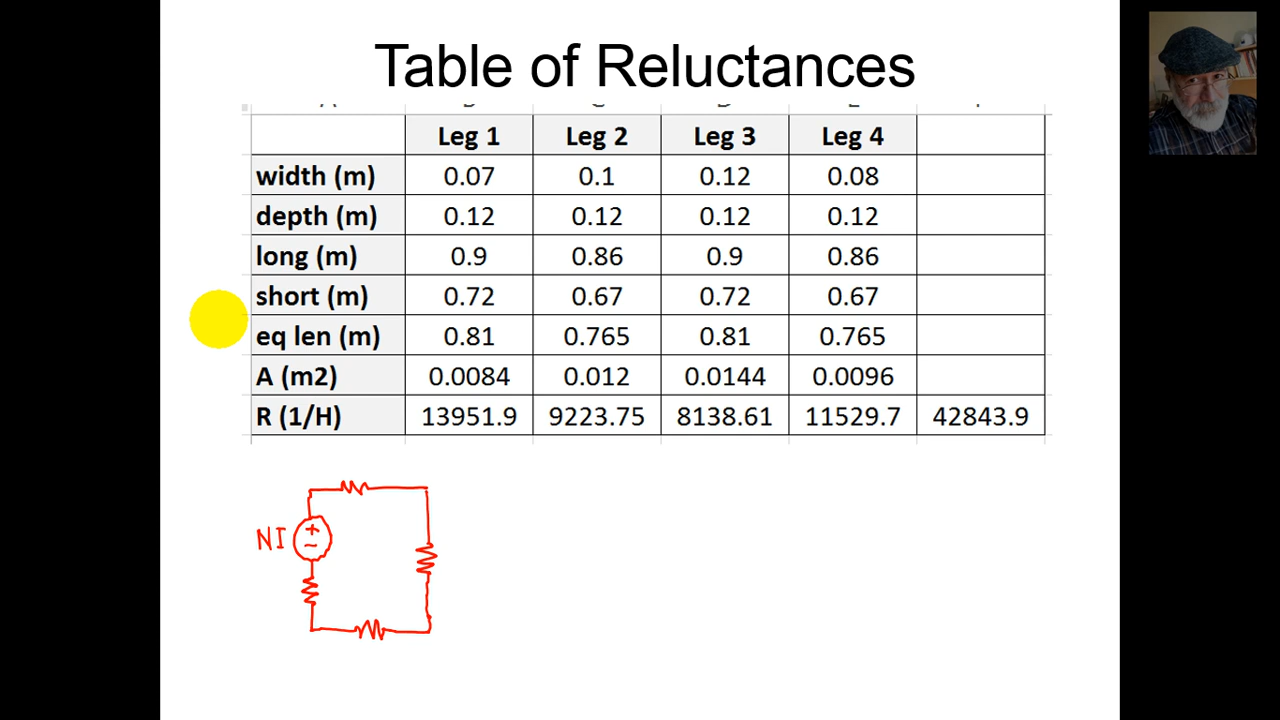 Table of Reluctances
Leg 1 Leg 2 Leg 3 Leg 4
width (m) 0.07 0.1 0.12 0.08
depth (m) 0.12 0.12 0.12 0.12
long (m) 0.9 0.86 0.9 0.86
short (m) 0.72 0.67 0.72 0.67
eq len (m) 0.81 0.765 0.81 0.765
A (m2) 0.0084 0.012 0.0144 0.0096
R (1/H) 13951.9 9223.75 8138.61 11529.7 42843.9
NI + −